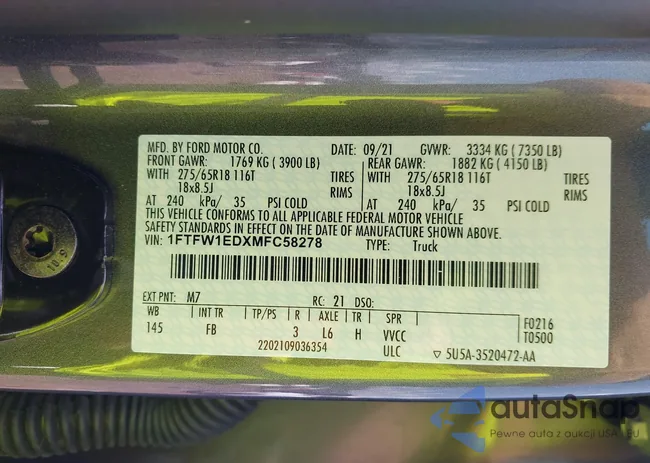 MFD. BY FORD MOTOR CO. DATE: 09/21 GVWR: 3334 KG ( 7350 LB)
FRONT GAWR: 1769 KG ( 3900 LB) REAR GAWR: 1882 KG ( 4150 LB)
WITH 275/65R18 116T TIRES WITH 275/65R18 116T TIRES
18x8.5J RIMS 18x8.5J RIMS
AT 240 kPa/ 35 PSI COLD AT 240 kPa/ 35 PSI COLD
THIS VEHICLE CONFORMS TO ALL APPLICABLE FEDERAL MOTOR VEHICLE
SAFETY STANDARDS IN EFFECT ON THE DATE OF MANUFACTURE SHOWN ABOVE.
VIN: 1FTFW1EDXMFC58278 TYPE: Truck
EXT PNT: M7 RC: 21 DSO:
WB INT TR TP/PS R AXLE TR SPR F0216
145 FB 3 L6 H VVCC T0500
2202109036354 ULC ▽ 5U5A-3520472-AA
10.9
autaSnap
Pewne auta z aukcji USA i EU